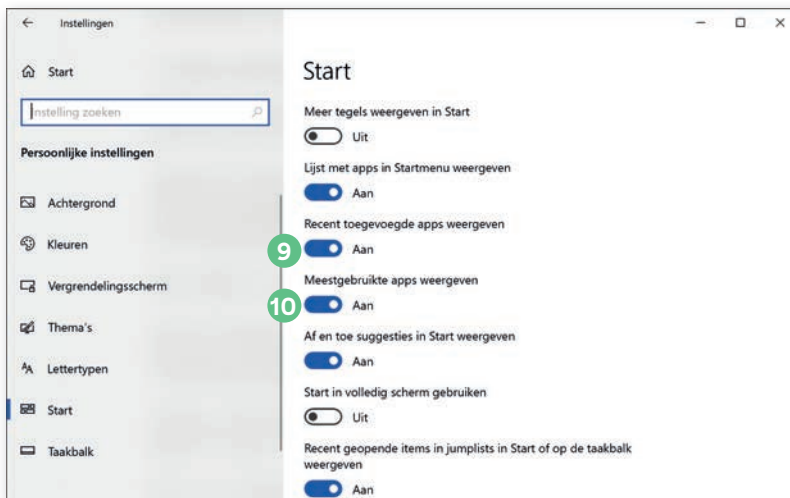 Instellingen
Start
Instelling zoeken
Persoonlijke instellingen
Achtergrond
Kleuren
Vergrendelingsscherm
Thema's
Lettertypen
Start
Taakbalk
Start
Meer tegels weergeven in Start
Uit
Lijst met apps in Startmenu weergeven
Aan
Recent toegevoegde apps weergeven
9 Aan
Meestgebruikte apps weergeven
10 Aan
Af en toe suggesties in Start weergeven
Aan
Start in volledig scherm gebruiken
Uit
Recent geopende items in jumplists in Start of op de taakbalk
weergeven
Aan